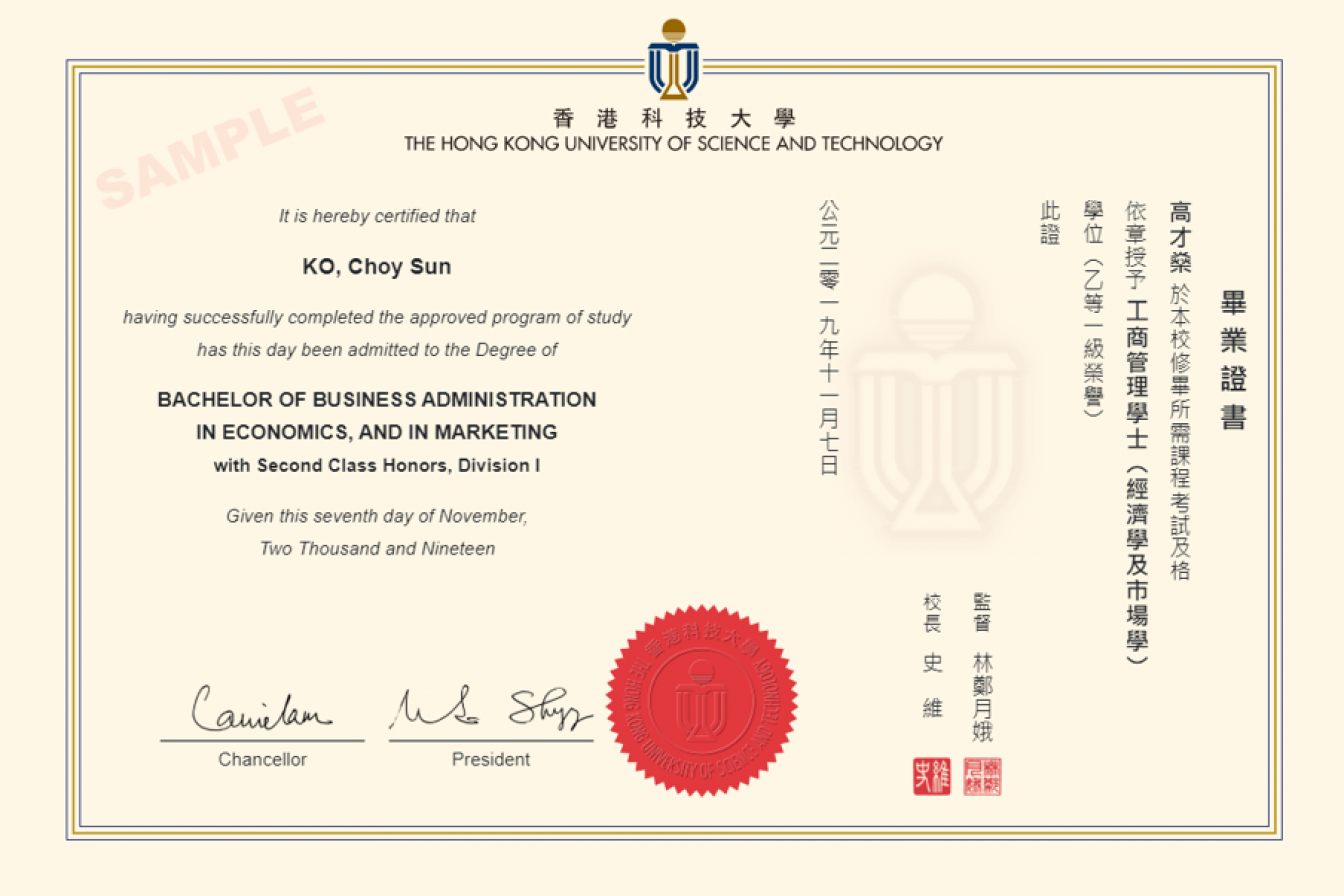 SAMPLE
香港科技大學
THE HONG KONG UNIVERSITY OF SCIENCE AND TECHNOLOGY
It is hereby certified that
KO, Choy Sun
having successfully completed the approved program of study
has this day been admitted to the Degree of
BACHELOR OF BUSINESS ADMINISTRATION
IN ECONOMICS, AND IN MARKETING
with Second Class Honors, Division I
Given this seventh day of November,
Two Thousand and Nineteen
Chancellor
President
畢業證書
高才燊 於本校修畢所需課程考試及格
依章授予 工商管理學士（經濟學及市場學）
學位（乙等一級榮譽）
此證
公元二零一九年十一月七日
監督 林鄭月娥
校長 史維
香港科技大學
THE HONG KONG UNIVERSITY OF SCIENCE AND TECHNOLOGY
史維